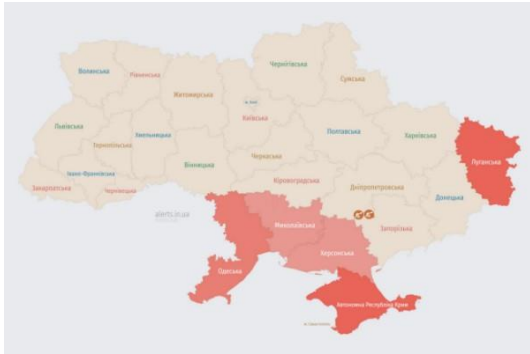 Чернігівська
Волинська
Рівненська
Сумська
Житомирська
м. Київ
Київська
Львівська
Тернопільська
Хмельницька
Полтавська
Харківська
Луганська
Черкаська
Вінницька
Івано-Франківська
Закарпатська
Чернівецька
Кіровоградська
Дніпропетровська
Донецька
alerts.in.ua
Миколаївська
Запорізька
Херсонська
Одеська
Автономна Республіка Крим